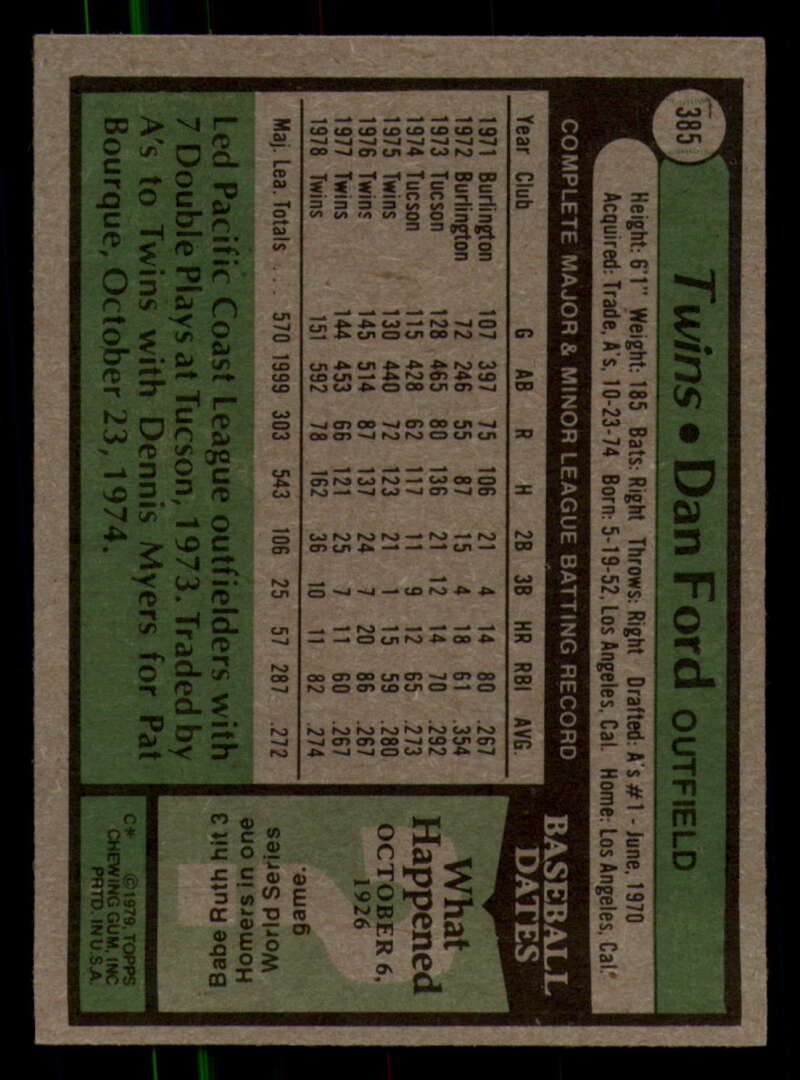 385
Twins • Dan Ford OUTFIELD
Height: 6'1" Weight: 185 Bats: Right Throws: Right Drafted: A's #1 - June, 1970
Acquired: Trade, A's, 10-23-74 Born: 5-19-52, Los Angeles, Cal. Home: Los Angeles, Cal.
COMPLETE MAJOR & MINOR LEAGUE BATTING RECORD
Year Club G AB R H 2B 3B HR RBI AVG.
1971 Burlington 107 397 75 106 21 4 14 80 .267
1972 Burlington 72 246 55 87 15 4 18 61 .354
1973 Tucson 128 465 80 136 21 12 14 70 .292
1974 Tucson 115 428 62 117 11 9 12 65 .273
1975 Twins 130 440 72 123 21 1 15 59 .280
1976 Twins 145 514 87 137 24 7 20 86 .267
1977 Twins 144 453 66 121 25 7 11 60 .267
1978 Twins 151 592 78 162 36 10 11 82 .274
Maj. Lea. Totals .... 570 1999 303 543 106 25 57 287 .272
Led Pacific Coast League outfielders with
7 Double Plays at Tucson, 1973. Traded by
A's to Twins with Dennis Myers for Pat
Bourque, October 23, 1974.
BASEBALL
DATES
What
Happened
OCTOBER 6,
1926
Babe Ruth hit 3
Homers in one
World Series
game.
C* ©1979, TOPPS
CHEWING GUM, INC
PRTD. IN U.S.A.